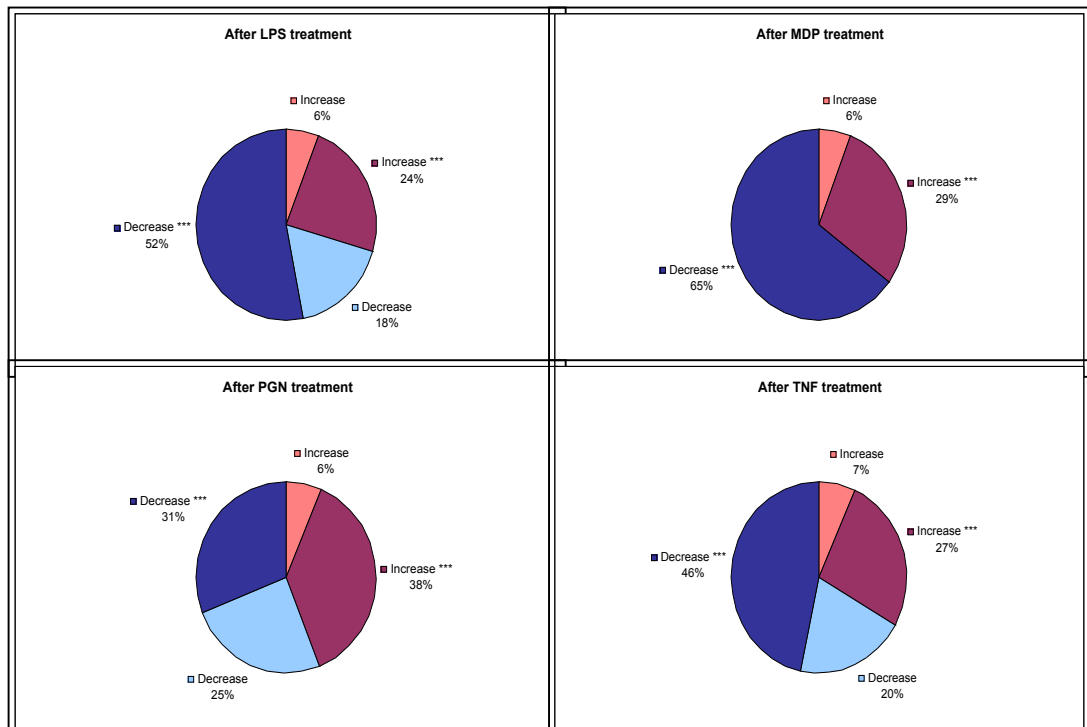 After LPS treatment
Increase
6%
Increase ***
24%
Decrease ***
52%
Decrease
18%
After MDP treatment
Increase
6%
Increase ***
29%
Decrease ***
65%
After PGN treatment
Increase
6%
Decrease ***
31%
Increase ***
38%
Decrease
25%
After TNF treatment
Increase
7%
Increase ***
27%
Decrease ***
46%
Decrease
20%